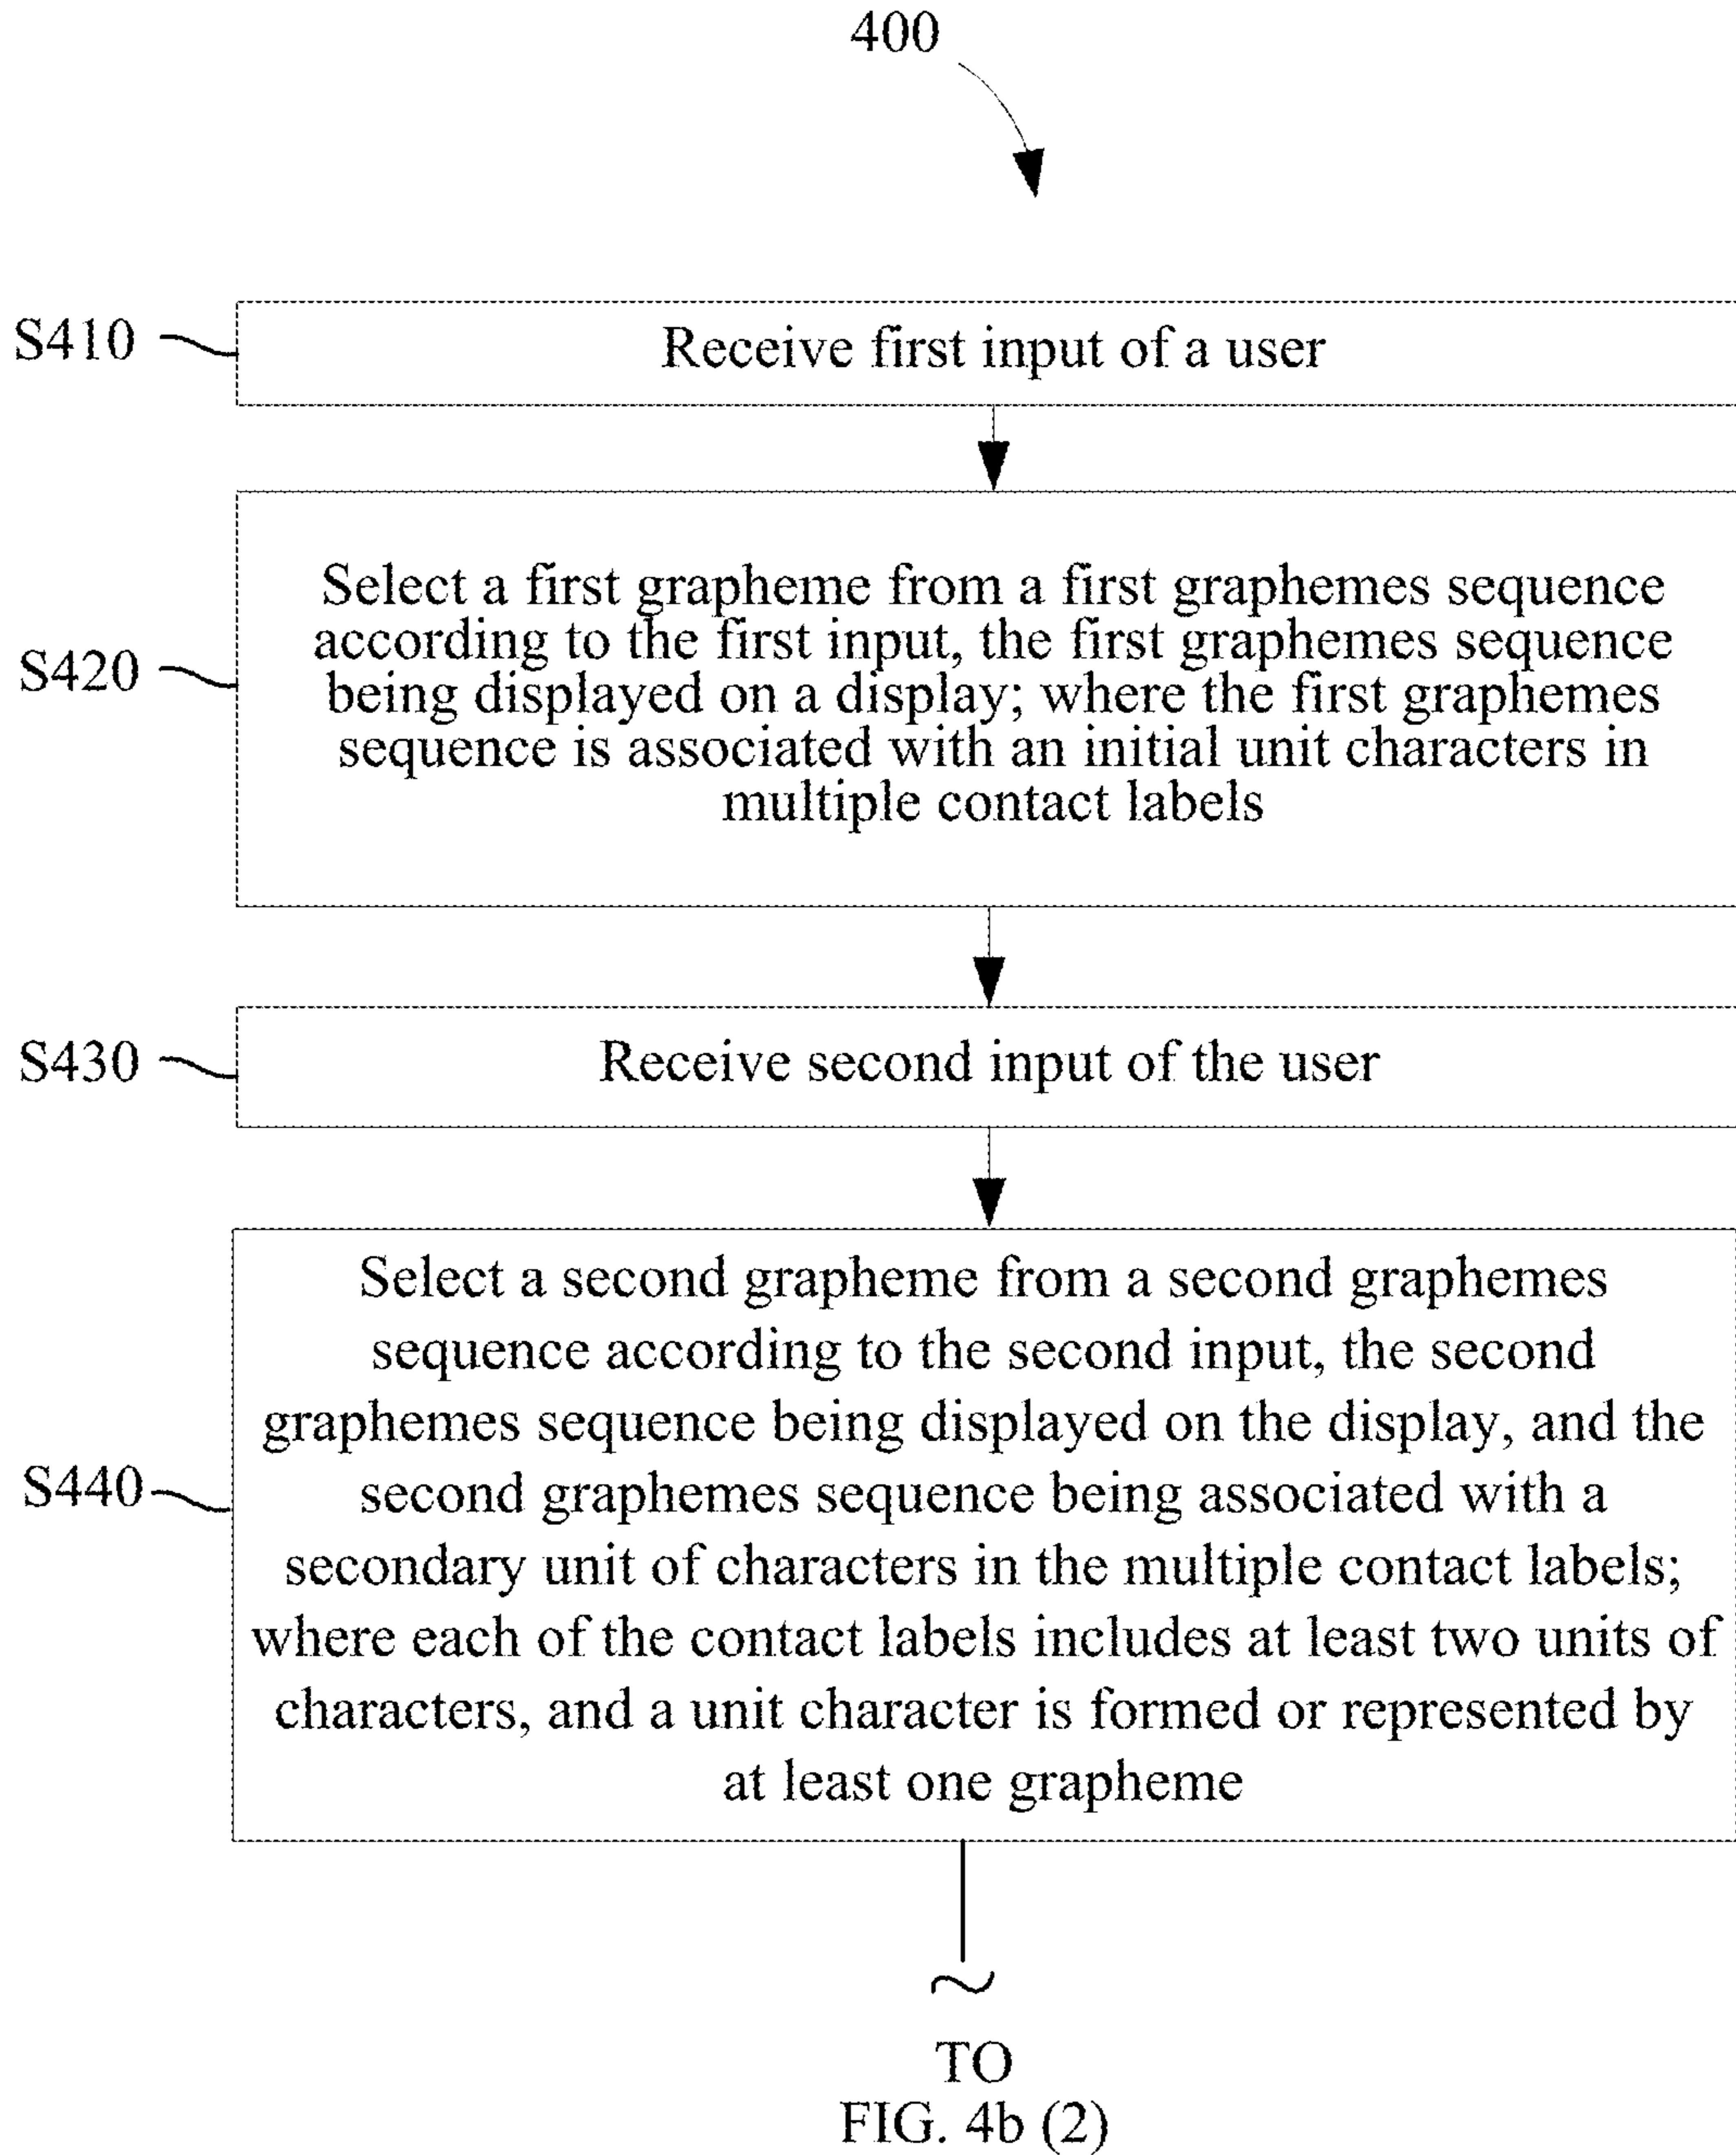 400
S410
Receive first input of a user
S420
Select a first grapheme from a first graphemes sequence
according to the first input, the first graphemes sequence
being displayed on a display; where the first graphemes
sequence is associated with an initial unit characters in
multiple contact labels
S430
Receive second input of the user
S440
Select a second grapheme from a second graphemes
sequence according to the second input, the second
graphemes sequence being displayed on the display, and the
second graphemes sequence being associated with a
secondary unit of characters in the multiple contact labels;
where each of the contact labels includes at least two units of
characters, and a unit character is formed or represented by
at least one grapheme
~
TO
FIG. 4b (2)